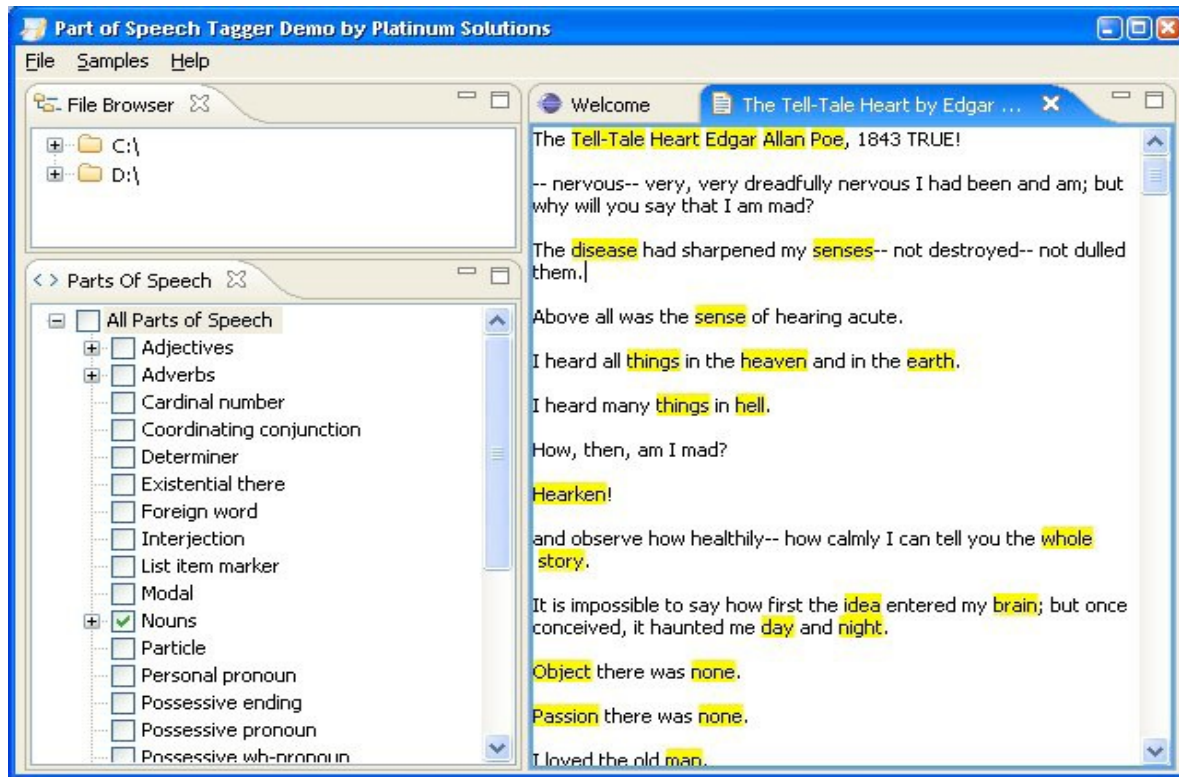 Part of Speech Tagger Demo by Platinum Solutions
File Samples Help
File Browser
C:\
D:\
Parts Of Speech
All Parts of Speech
Adjectives
Adverbs
Cardinal number
Coordinating conjunction
Determiner
Existential there
Foreign word
Interjection
List item marker
Modal
Nouns
Particle
Personal pronoun
Possessive ending
Possessive pronoun
Possessive wh-pronoun
Welcome The Tell-Tale Heart by Edgar ...
The Tell-Tale Heart Edgar Allan Poe, 1843 TRUE!
-- nervous-- very, very dreadfully nervous I had been and am; but
why will you say that I am mad?
The disease had sharpened my senses-- not destroyed-- not dulled
them.
Above all was the sense of hearing acute.
I heard all things in the heaven and in the earth.
I heard many things in hell.
How, then, am I mad?
Hearken!
and observe how healthily-- how calmly I can tell you the whole
story.
It is impossible to say how first the idea entered my brain; but once
conceived, it haunted me day and night.
Object there was none.
Passion there was none.
I loved the old man.